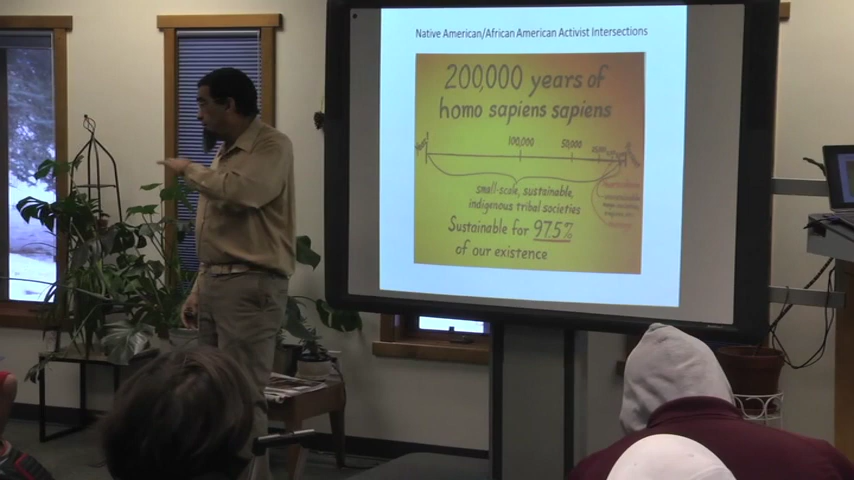 Native American/African American Activist Intersections
200,000 years of
homo sapiens sapiens
100,000
50,000
small-scale, sustainable,
indigenous tribal societies
Sustainable for 97.5%
of our existence